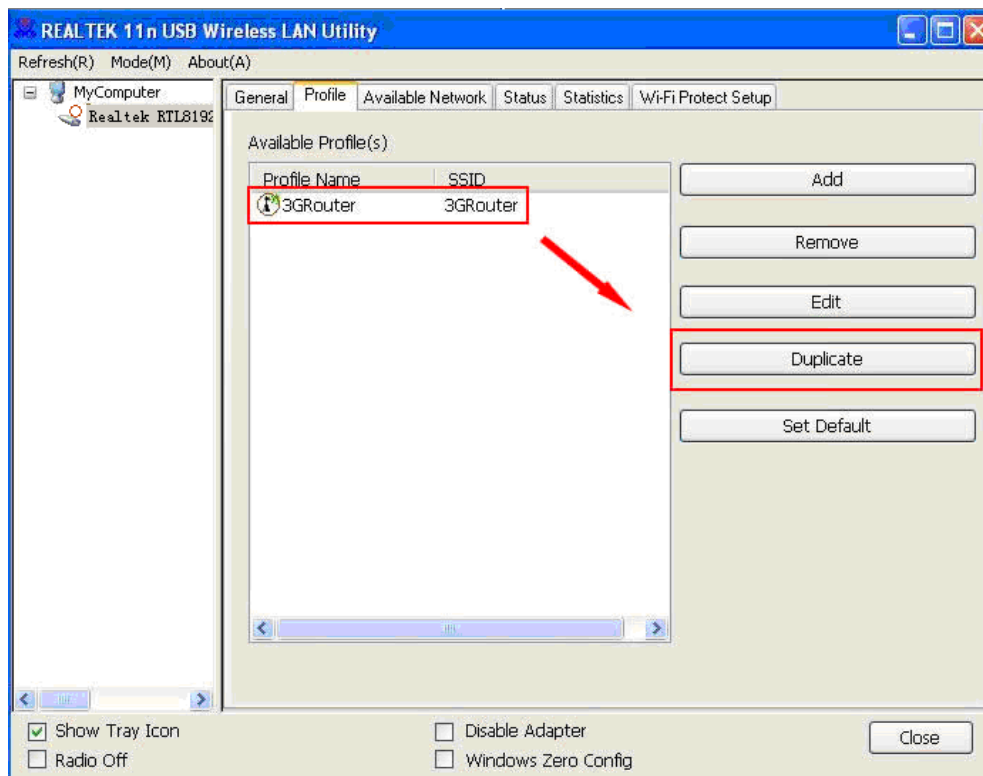 REALTEK 11n USB Wireless LAN Utility
Refresh(R) Mode(M) About(A)
MyComputer
Realtek RTL8192
General Profile Available Network Status Statistics Wi-Fi Protect Setup
Available Profile(s)
Profile Name SSID
3GRouter 3GRouter
Add
Remove
Edit
Duplicate
Set Default
Show Tray Icon
Radio Off
Disable Adapter
Windows Zero Config
Close